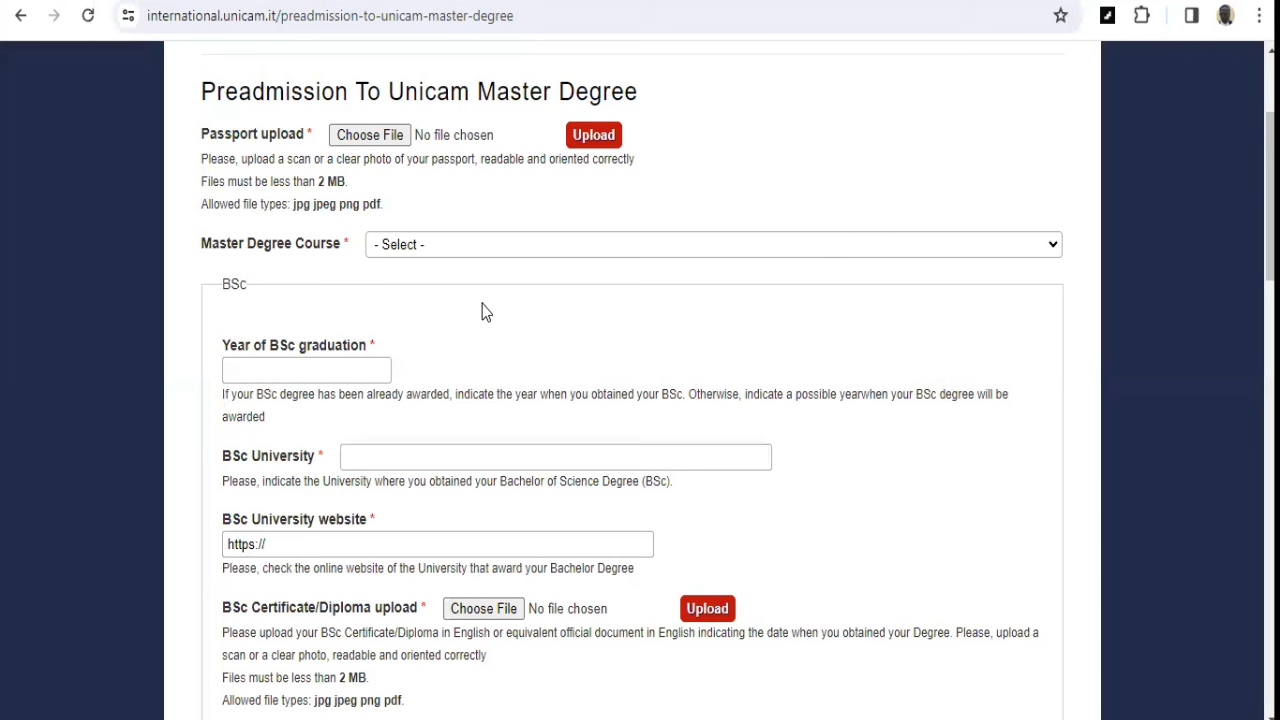 international.unicam.it/preadmission-to-unicam-master-degree
Preadmission To Unicam Master Degree
Passport upload * Choose File No file chosen Upload
Please, upload a scan or a clear photo of your passport, readable and oriented correctly
Files must be less than 2 MB.
Allowed file types: jpg jpeg png pdf.
Master Degree Course * - Select -
BSc
Year of BSc graduation *
If your BSc degree has been already awarded, indicate the year when you obtained your BSc. Otherwise, indicate a possible yearwhen your BSc degree will be
awarded
BSc University *
Please, indicate the University where you obtained your Bachelor of Science Degree (BSc).
BSc University website *
https://
Please, check the online website of the University that award your Bachelor Degree
BSc Certificate/Diploma upload * Choose File No file chosen Upload
Please upload your BSc Certificate/Diploma in English or equivalent official document in English indicating the date when you obtained your Degree. Please, upload a
scan or a clear photo, readable and oriented correctly
Files must be less than 2 MB.
Allowed file types: jpg jpeg png pdf.